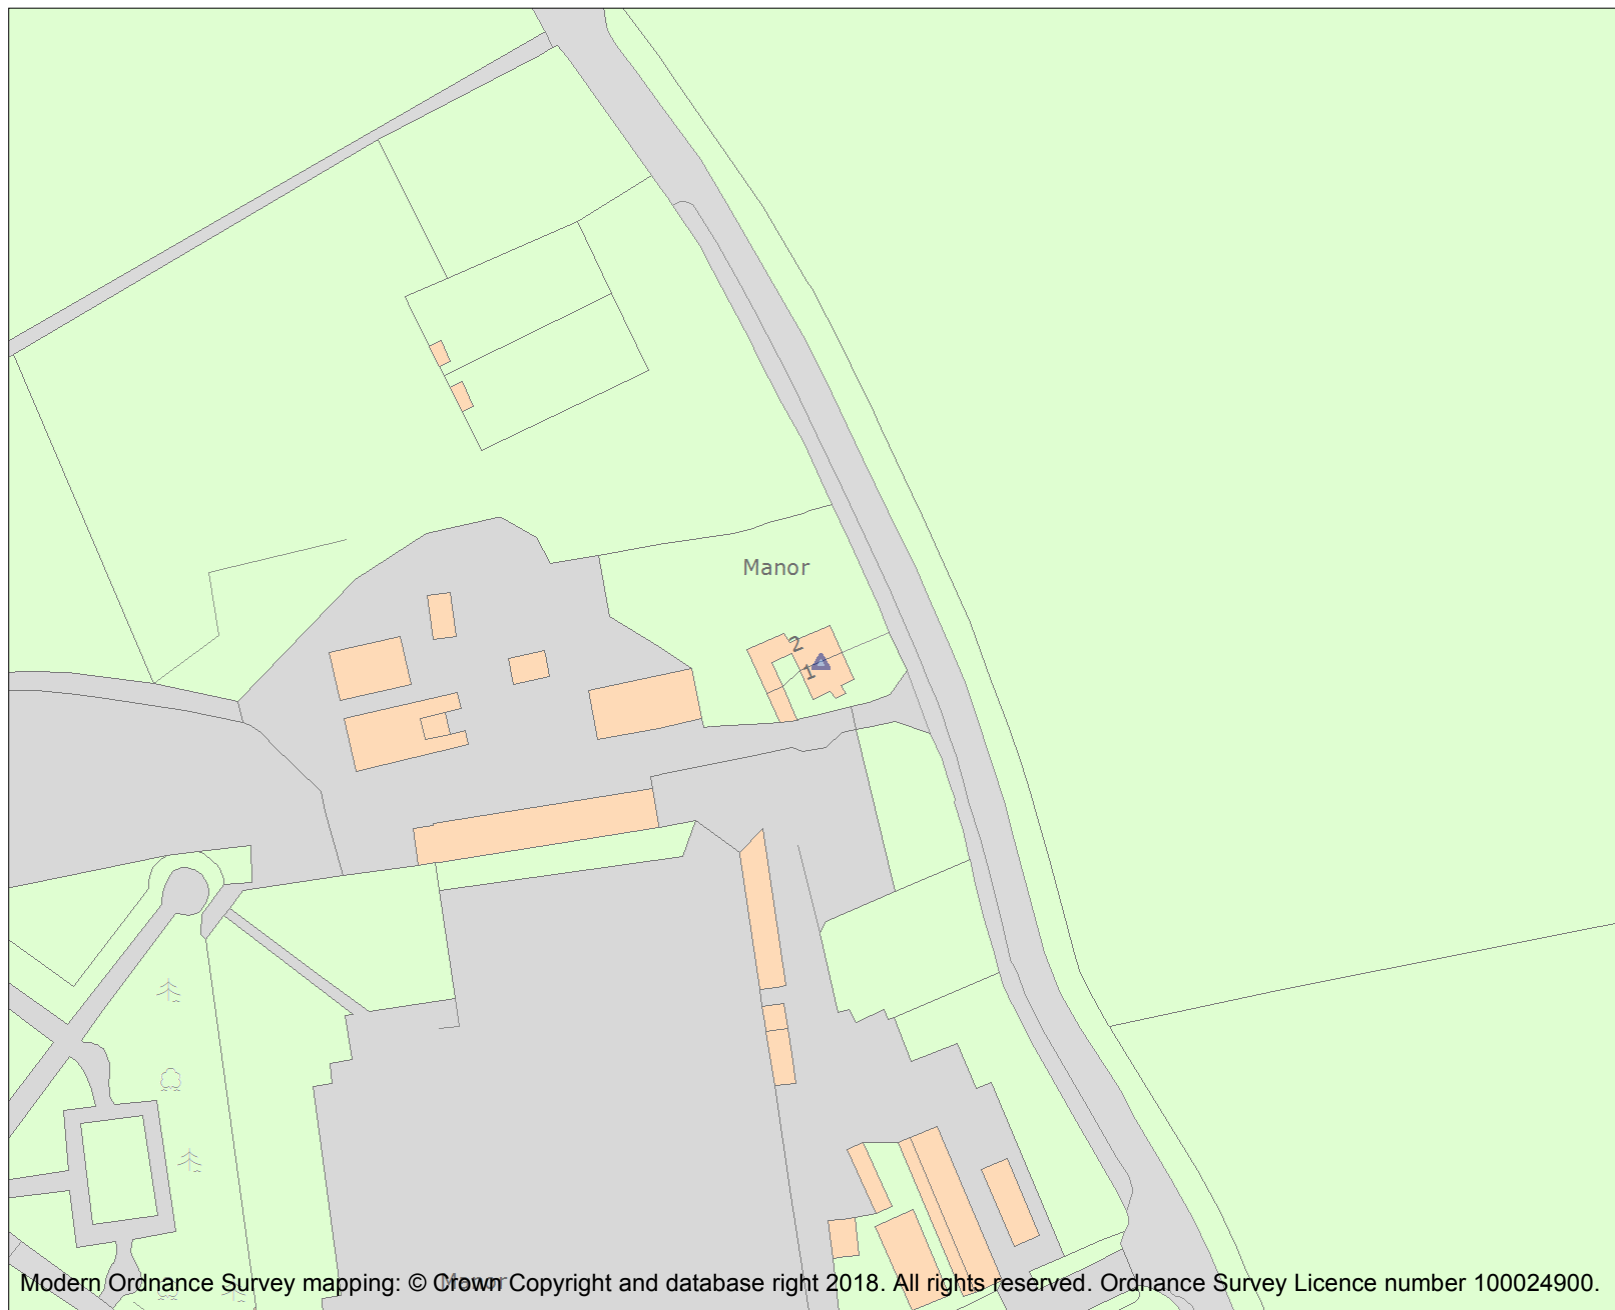 Manor
2
1
Manor
Modern Ordnance Survey mapping: © Crown Copyright and database right 2018. All rights reserved. Ordnance Survey Licence number 100024900.